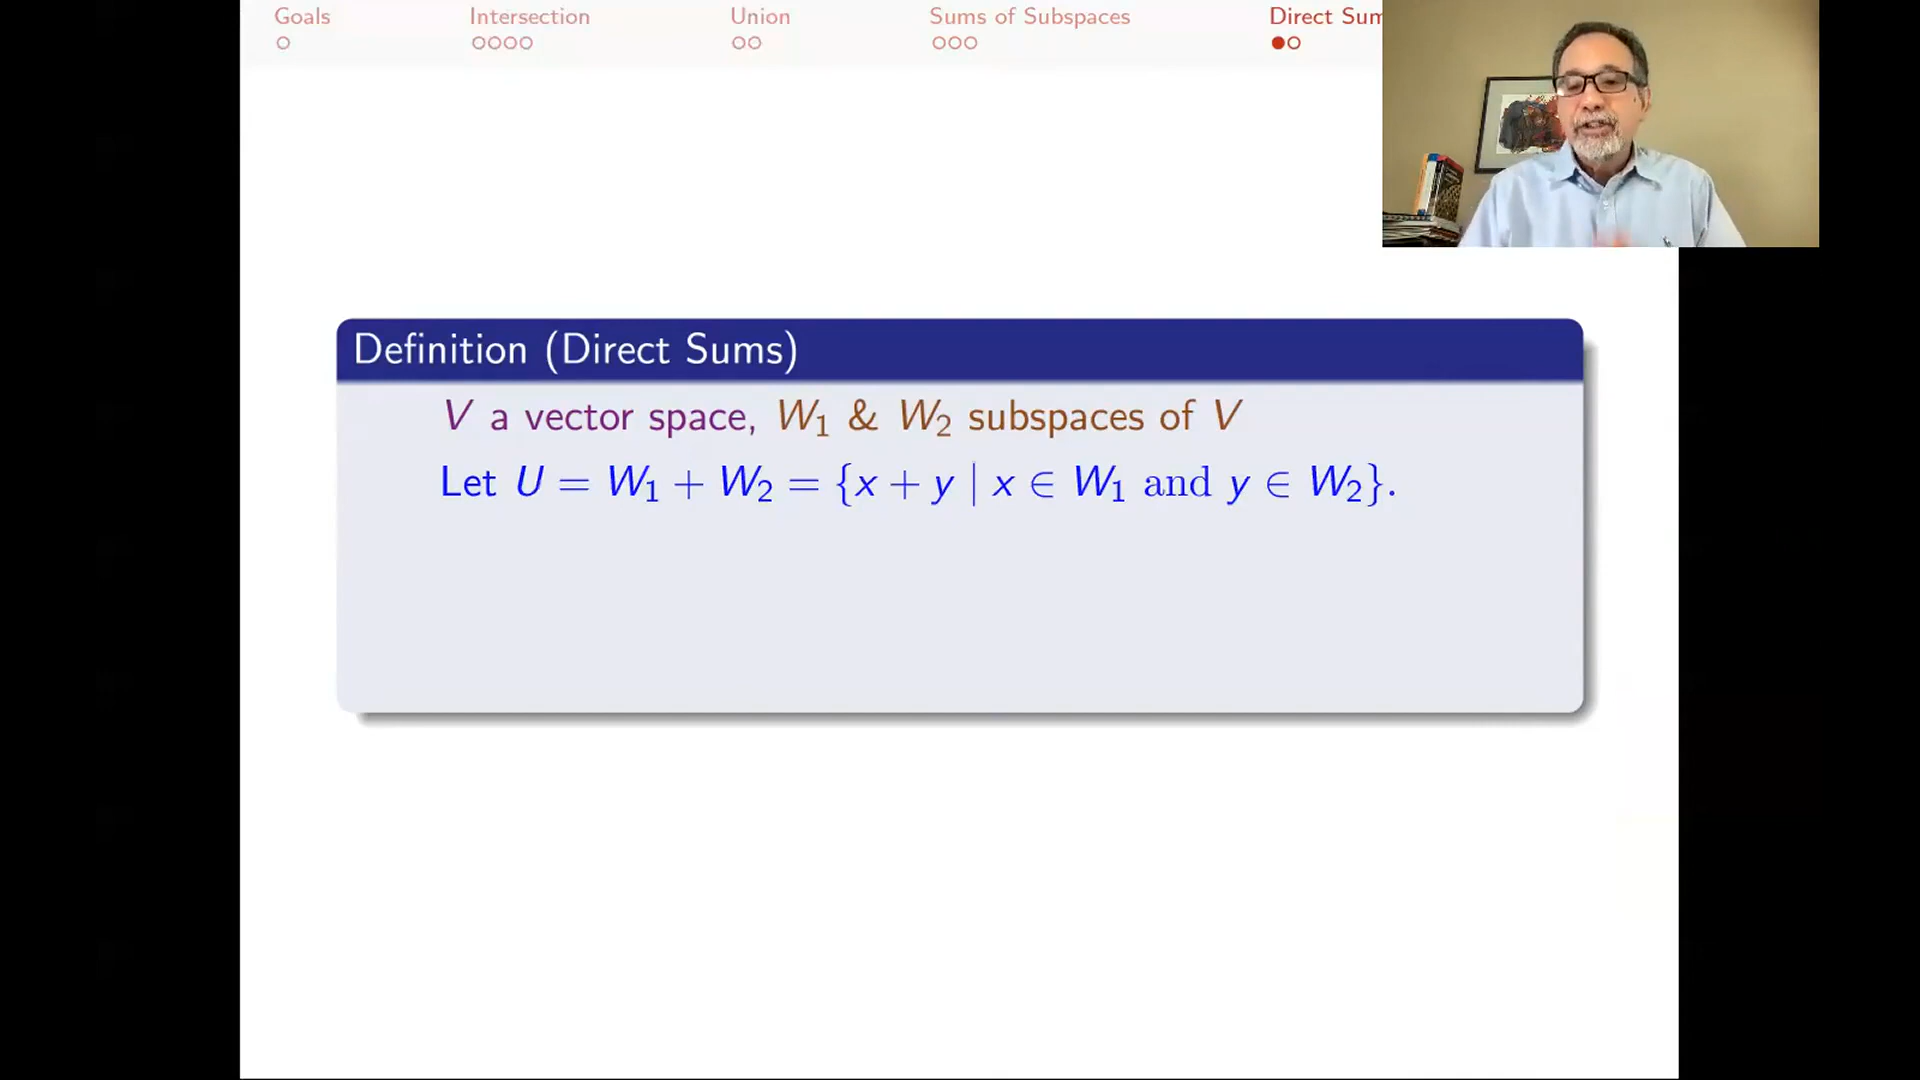 Goals Intersection Union Sums of Subspaces Direct Sum
Definition (Direct Sums)
V a vector space, W₁ & W₂ subspaces of V
Let U = W₁ + W₂ = {x + y | x ∈ W₁ and y ∈ W₂}.